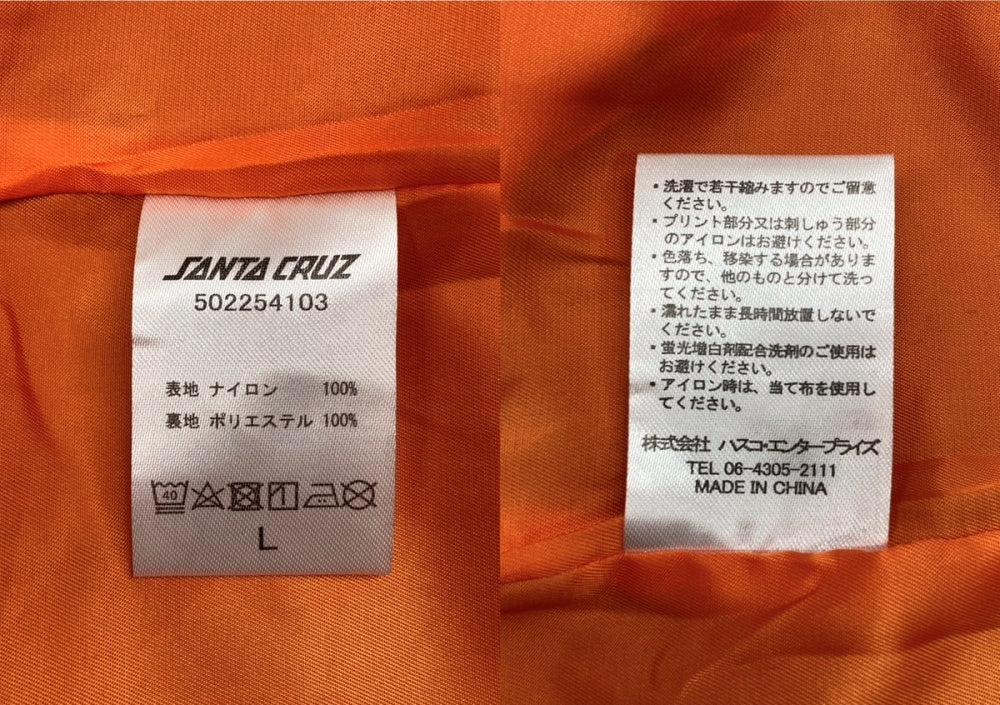 SANTA CRUZ
502254103
表地 ナイロン 100%
裏地 ポリエステル 100%
40
L
・洗濯で若干縮みますのでご留意
ください。
・プリント部分又は刺しゅう部分
のアイロンはお避けください。
・色落ち、移染する場合がありま
すので、他のものと分けて洗っ
てください。
・濡れたまま長時間放置しないで
ください。
・蛍光増白剤配合洗剤のご使用は
お避けください。
・アイロン時は、当て布を使用し
てください。
株式会社 ハスコ・エンタープライズ
TEL 06-4305-2111
MADE IN CHINA